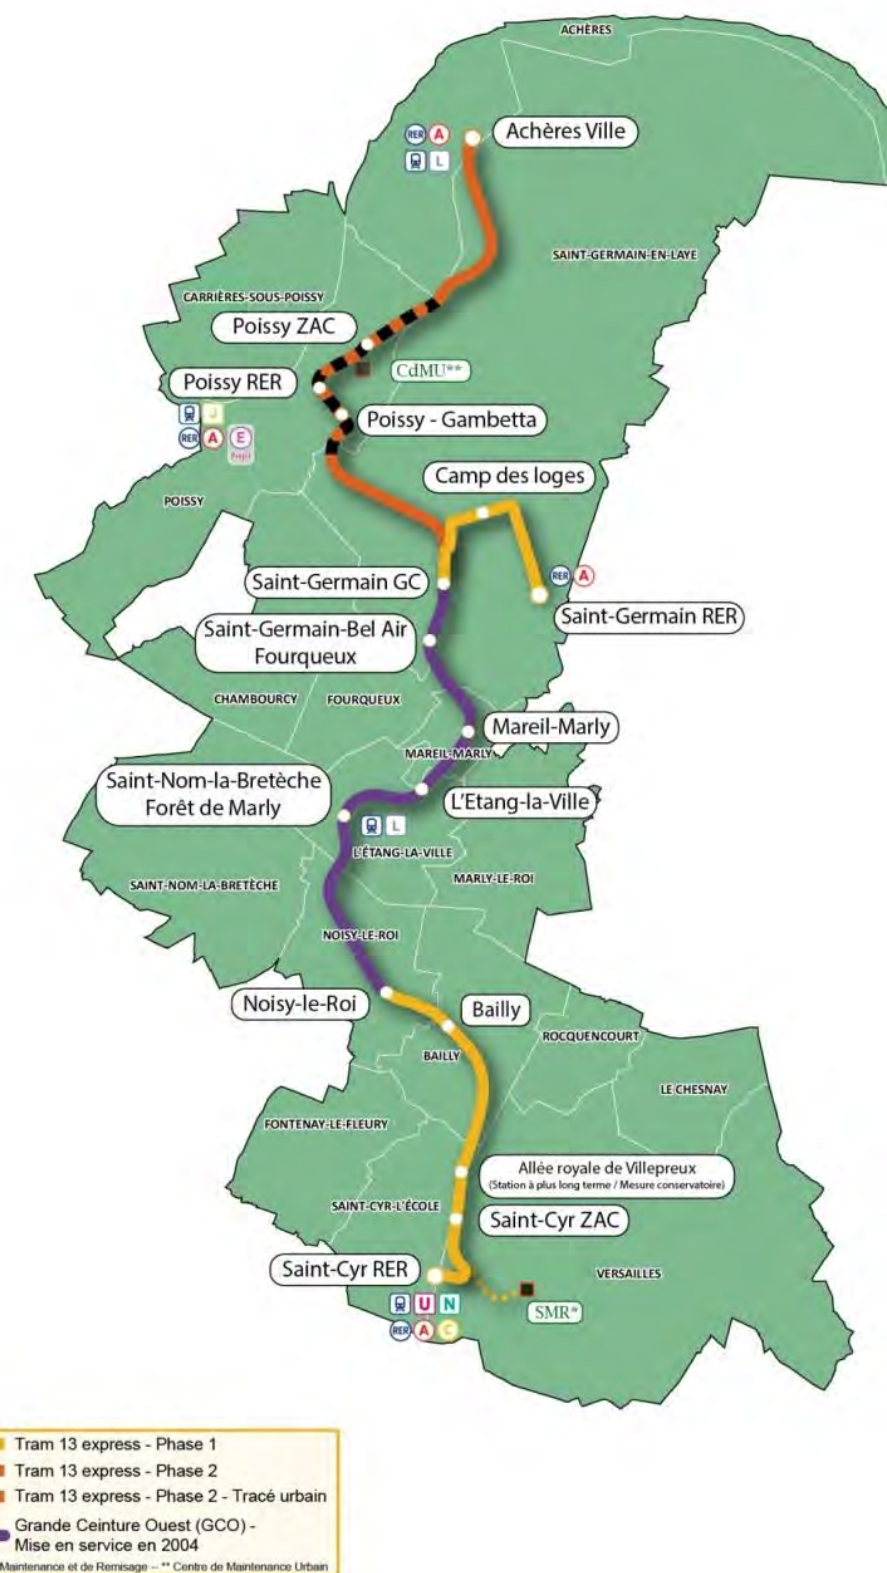 ACHÈRES
RER A
Achères Ville
L
SAINT-GERMAIN-EN-LAYE
CARRIÈRES-SOUS-POISSY
Poissy ZAC
CdMU**
Poissy RER
J
RER A E
Poissy - Gambetta
Camp des loges
POISSY
Saint-Germain GC
RER A
Saint-Germain RER
Saint-Germain-Bel Air
Fourqueux
CHAMBOURCY
FOURQUEUX
Mareil-Marly
MAREIL-MARLY
Saint-Nom-la-Bretèche
Forêt de Marly
L'Etang-la-Ville
L
L'ÉTANG-LA-VILLE
MARLY-LE-ROI
SAINT-NOM-LA-BRETÈCHE
NOISY-LE-ROI
Noisy-le-Roi
Bailly
ROCQUENCOURT
BAILLY
LE CHESNAY
FONTENAY-LE-FLEURY
Allée royale de Villepreux
(Station à plus long terme / Mesure conservatoire)
SAINT-CYR-L'ÉCOLE
Saint-Cyr ZAC
Saint-Cyr RER
VERSAILLES
U N
SMR*
RER A C
Tram 13 express - Phase 1
Tram 13 express - Phase 2
Tram 13 express - Phase 2 - Tracé urbain
Grande Ceinture Ouest (GCO) -
Mise en service en 2004
Maintenance et de Remisage – ** Centre de Maintenance Urbain